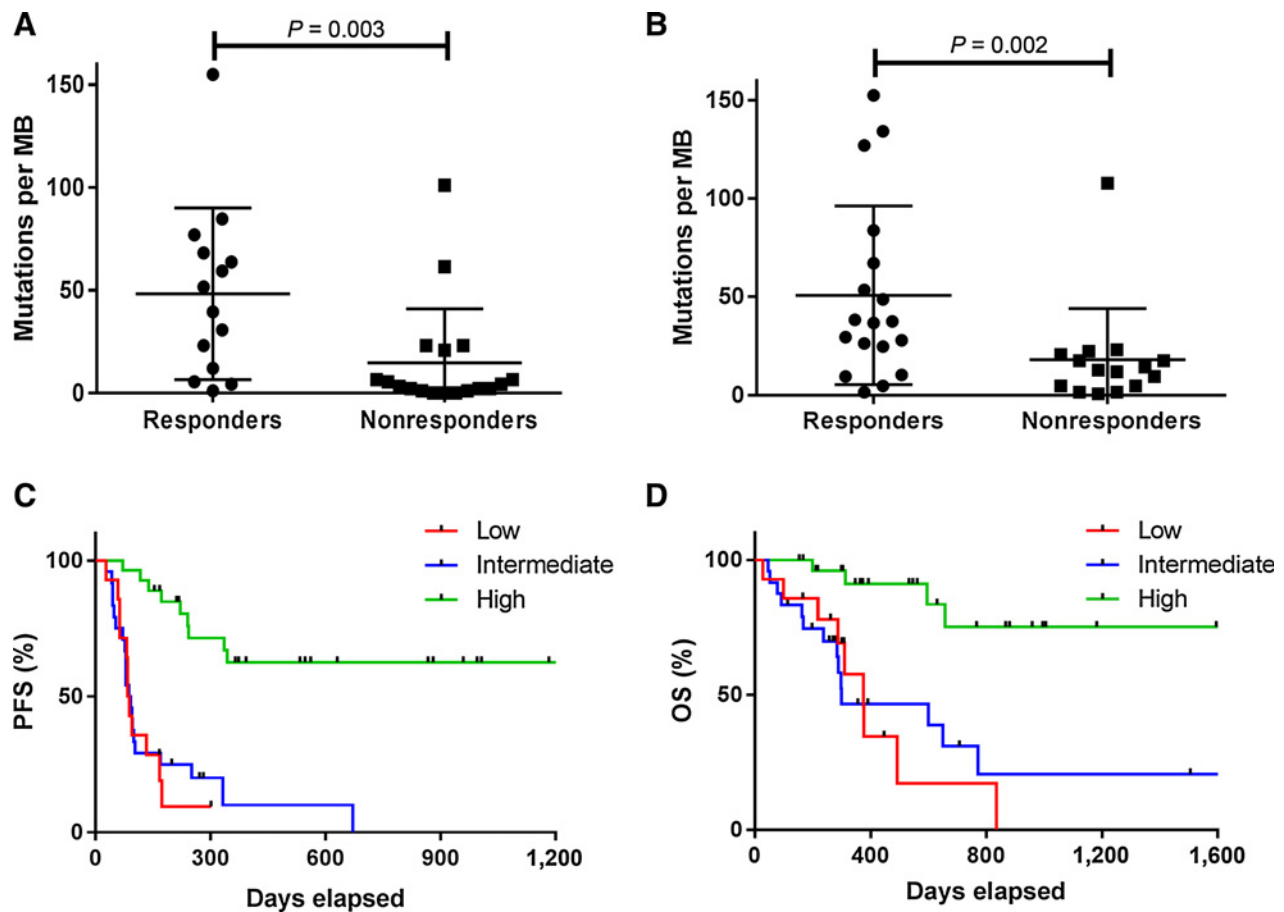 A
P = 0.003
Mutations per MB
150
100
50
0
Responders
Nonresponders
B
P = 0.002
Mutations per MB
150
100
50
0
Responders
Nonresponders
C
Low
Intermediate
High
PFS (%)
100
50
0
0
300
600
900
1,200
Days elapsed
D
Low
Intermediate
High
OS (%)
100
50
0
0
400
800
1,200
1,600
Days elapsed